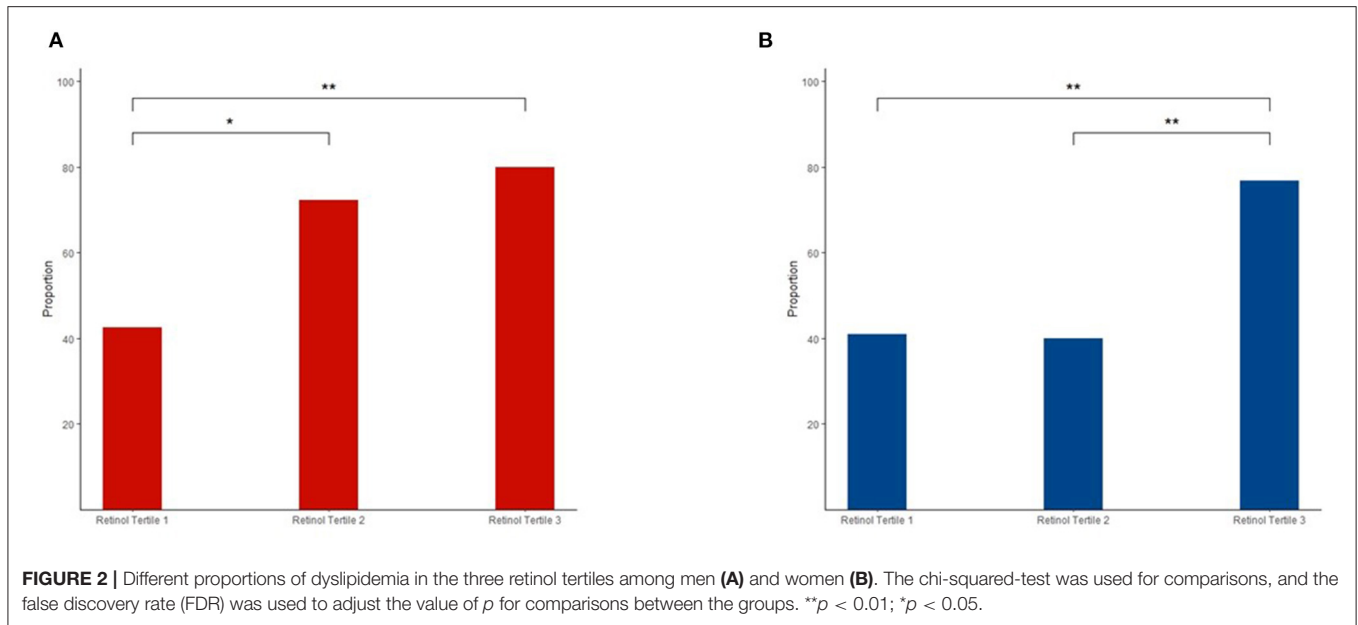 A
100
80
60
40
20
Proportion
**
*
Retinol Tertile 1
Retinol Tertile 2
Retinol Tertile 3
B
100
80
60
40
20
Proportion
**
**
Retinol Tertile 1
Retinol Tertile 2
Retinol Tertile 3
FIGURE 2 | Different proportions of dyslipidemia in the three retinol tertiles among men (A) and women (B). The chi-squared-test was used for comparisons, and the
false discovery rate (FDR) was used to adjust the value of p for comparisons between the groups. **p < 0.01; *p < 0.05.